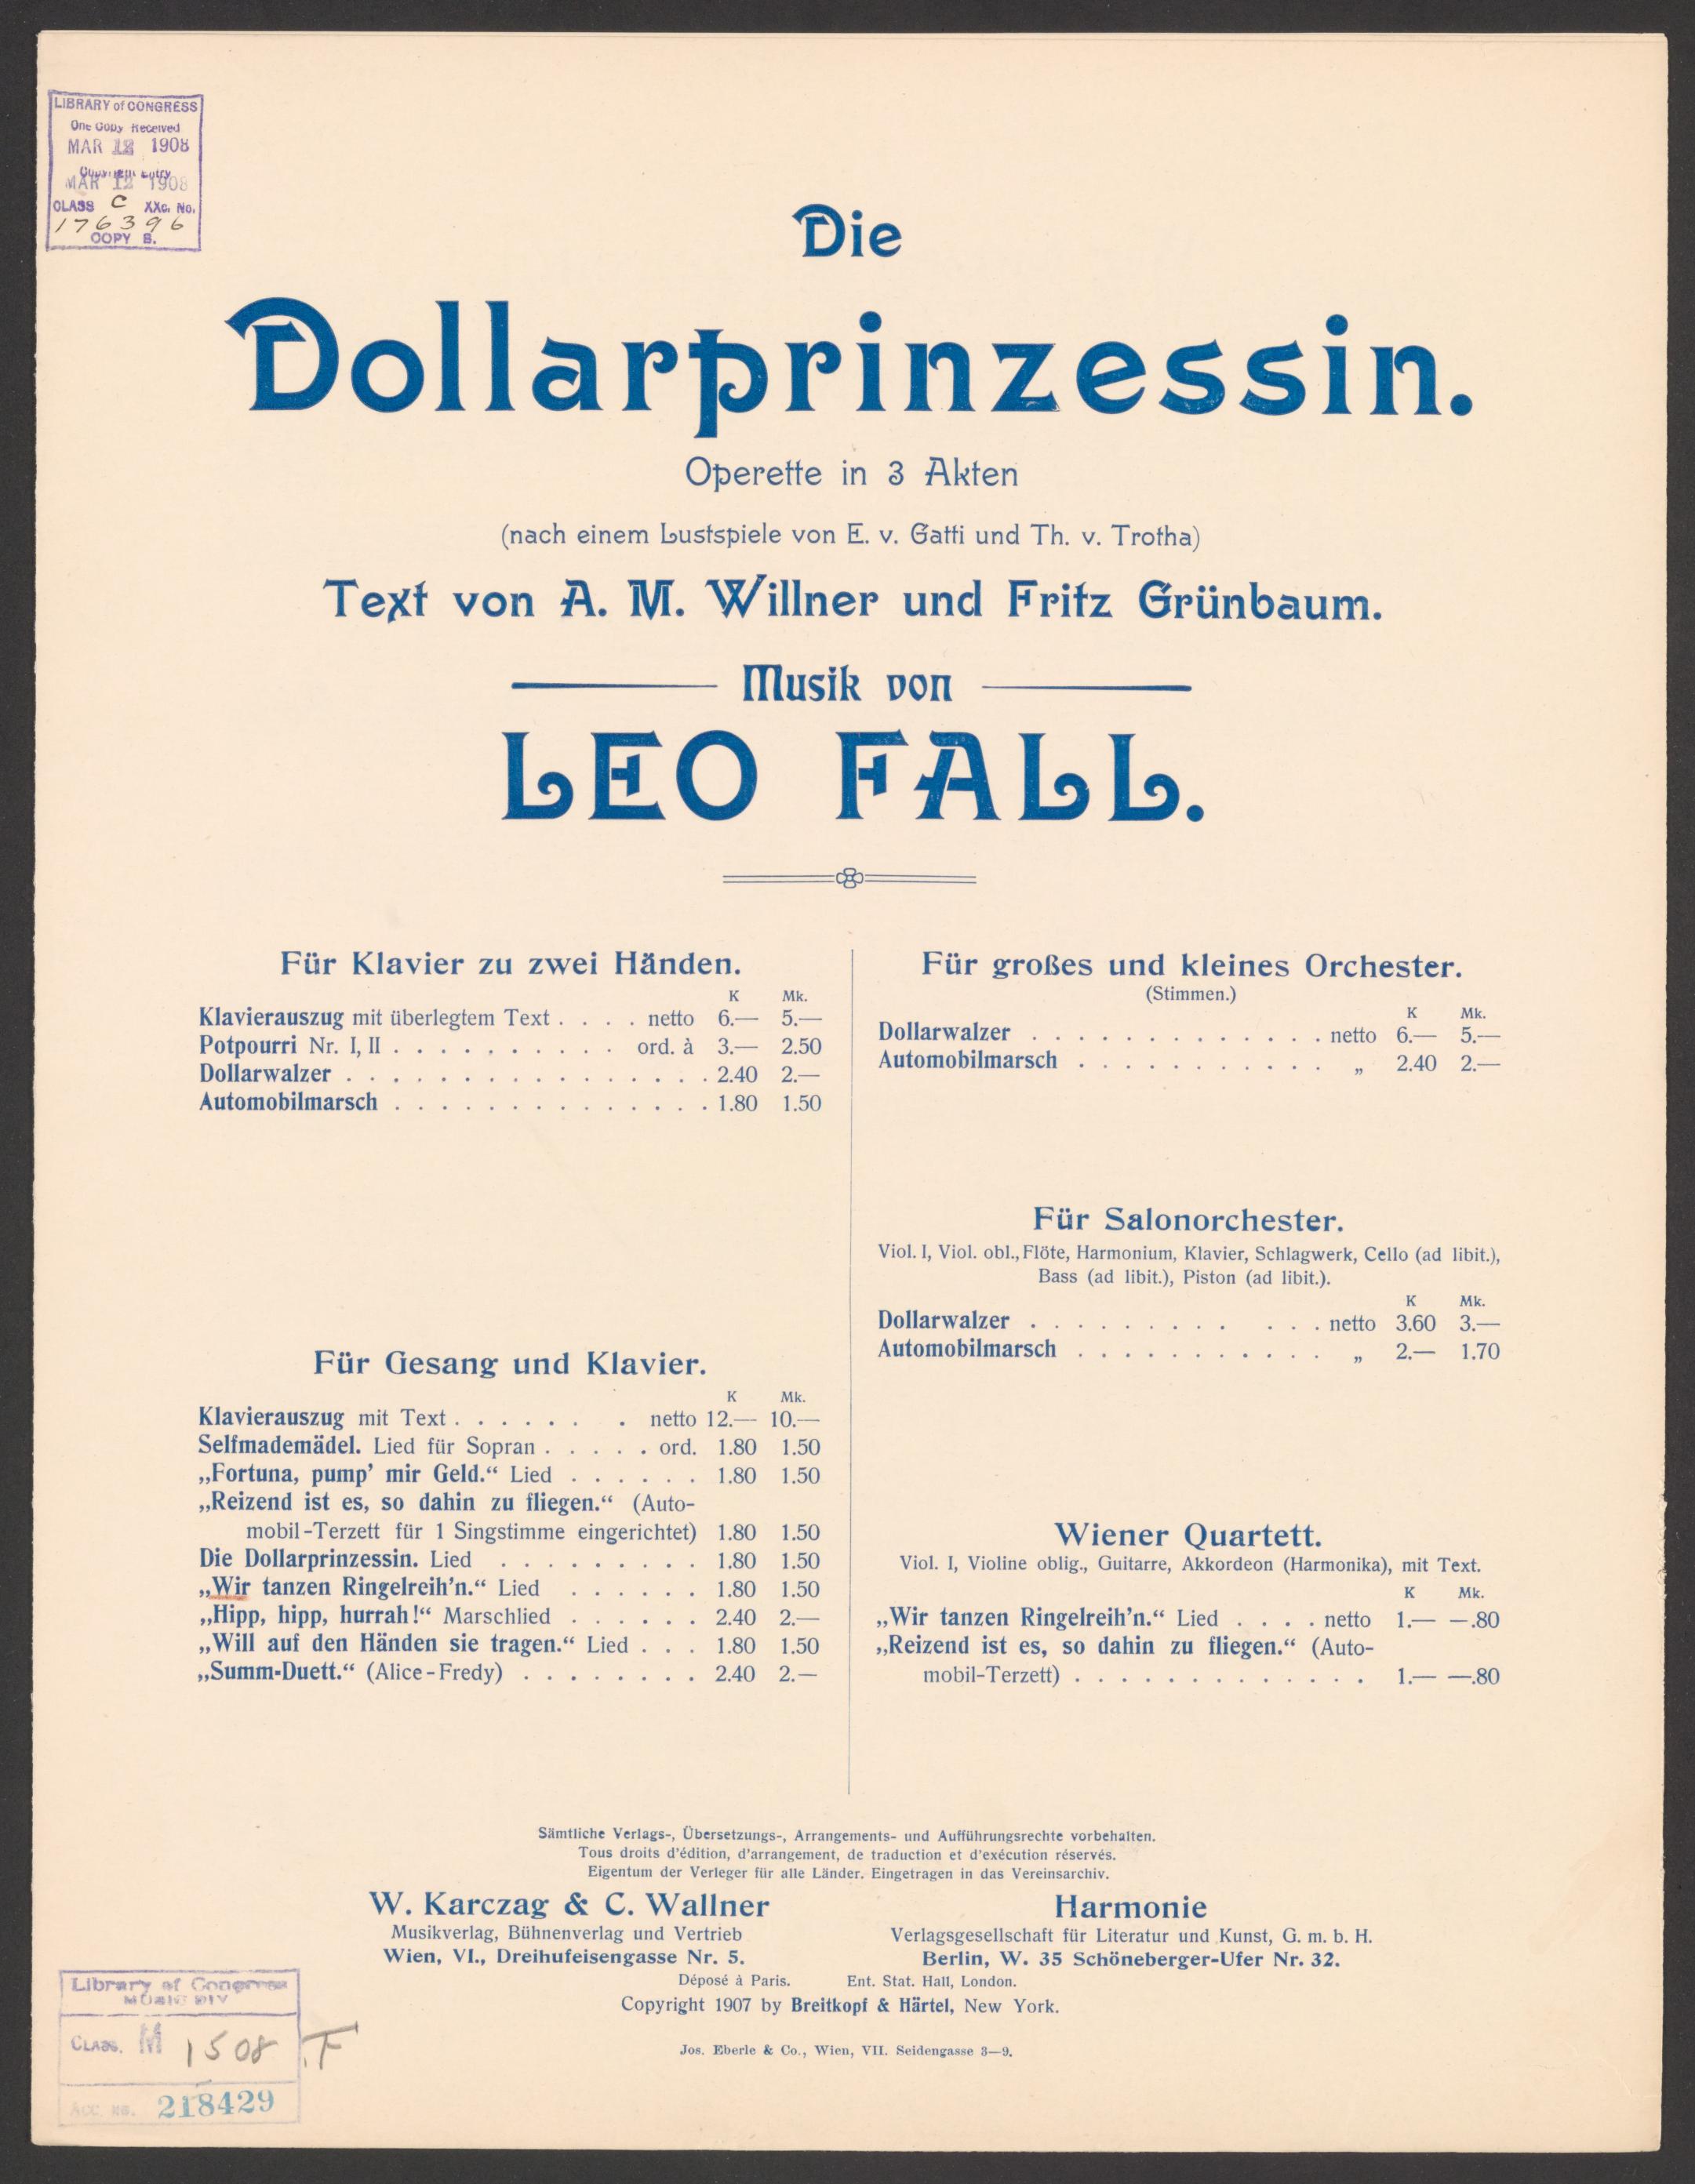 LIBRARY of CONGRESS
One Copy Received
MAR 12 1908
Copyright Entry
MAR 12 1908
CLASS C XXc. No.
176396
COPY B.
Die
Dollarprinzessin.
Operette in 3 Akten
(nach einem Lustspiele von E. v. Gatti und Th. v. Trotha)
Text von A. M. Willner und Fritz Grünbaum.
Musik von
LEO FALL.
Für Klavier zu zwei Händen.
K Mk.
Klavierauszug mit überlegtem Text . . . . netto 6.— 5.—
Potpourri Nr. I, II . . . . . . . . . . ord. à 3.— 2.50
Dollarwalzer . . . . . . . . . . . . . . . . 2.40 2.—
Automobilmarsch . . . . . . . . . . . . . . 1.80 1.50
Für Gesang und Klavier.
K Mk.
Klavierauszug mit Text . . . . . . . netto 12.— 10.—
Selfmademädel. Lied für Sopran . . . . . ord. 1.80 1.50
„Fortuna, pump’ mir Geld.“ Lied . . . . . . 1.80 1.50
„Reizend ist es, so dahin zu fliegen.“ (Auto-
mobil-Terzett für 1 Singstimme eingerichtet) 1.80 1.50
Die Dollarprinzessin. Lied . . . . . . . . . 1.80 1.50
„Wir tanzen Ringelreih’n.“ Lied . . . . . . 1.80 1.50
„Hipp, hipp, hurrah!“ Marschlied . . . . . . 2.40 2.—
„Will auf den Händen sie tragen.“ Lied . . . 1.80 1.50
„Summ-Duett.“ (Alice-Fredy) . . . . . . . . 2.40 2.—
Für großes und kleines Orchester.
(Stimmen.)
K Mk.
Dollarwalzer . . . . . . . . . . . . . netto 6.— 5.—
Automobilmarsch . . . . . . . . . . . „ 2.40 2.—
Für Salonorchester.
Viol. I, Viol. obl., Flöte, Harmonium, Klavier, Schlagwerk, Cello (ad libit.),
Bass (ad libit.), Piston (ad libit.).
K Mk.
Dollarwalzer . . . . . . . . . . . . netto 3.60 3.—
Automobilmarsch . . . . . . . . . . . „ 2.— 1.70
Wiener Quartett.
Viol. I, Violine oblig., Guitarre, Akkordeon (Harmonika), mit Text.
K Mk.
„Wir tanzen Ringelreih’n.“ Lied . . . . netto 1.— —.80
„Reizend ist es, so dahin zu fliegen.“ (Auto-
mobil-Terzett) . . . . . . . . . . . . . 1.— —.80
Sämtliche Verlags-, Übersetzungs-, Arrangements- und Aufführungsrechte vorbehalten.
Tous droits d'édition, d'arrangement, de traduction et d'exécution réservés.
Eigentum der Verleger für alle Länder. Eingetragen in das Vereinsarchiv.
W. Karczag & C. Wallner
Musikverlag, Bühnenverlag und Vertrieb
Wien, VI., Dreihufeisengasse Nr. 5.
Harmonie
Verlagsgesellschaft für Literatur und Kunst, G. m. b. H.
Berlin, W. 35 Schöneberger-Ufer Nr. 32.
Déposé à Paris. Ent. Stat. Hall, London.
Copyright 1907 by Breitkopf & Härtel, New York.
Jos. Eberle & Co., Wien, VII. Seidengasse 3—9.
Library of Congress
MUSIC DIV
CLASS. M 1508 .F
ACC. NO. 218429